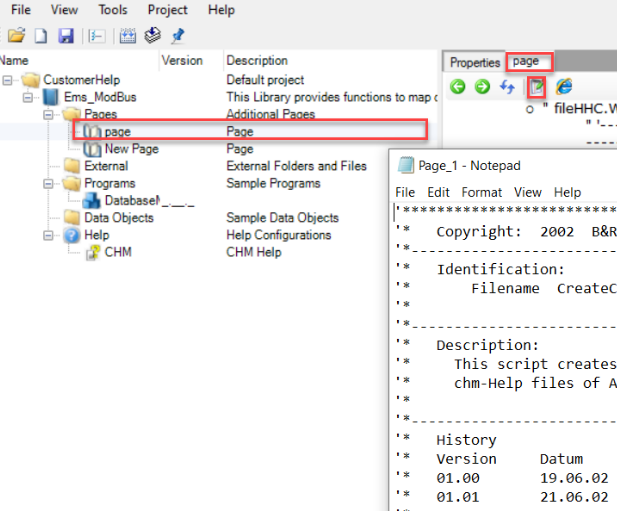 File View Tools Project Help
Name Version Description
CustomerHelp Default project
Ems_ModBus This Library provides functions to map
Pages Additional Pages
page Page
New Page Page
External External Folders and Files
Programs Sample Programs
Data Objects Sample Data Objects
Help Help Configurations
CHM CHM Help
Properties page
" fileHHC.W
" '--
-----
Page_1 - Notepad
File Edit Format View Help
'****************************
'* Copyright: 2002 B&R
'*---------------------------
'* Identification:
'* Filename CreateC
'*
'*---------------------------
'* Description:
'* This script creates
'* chm-Help files of A
'*
'*---------------------------
'* History
'* Version Datum
'* 01.00 19.06.02
'* 01.01 21.06.02